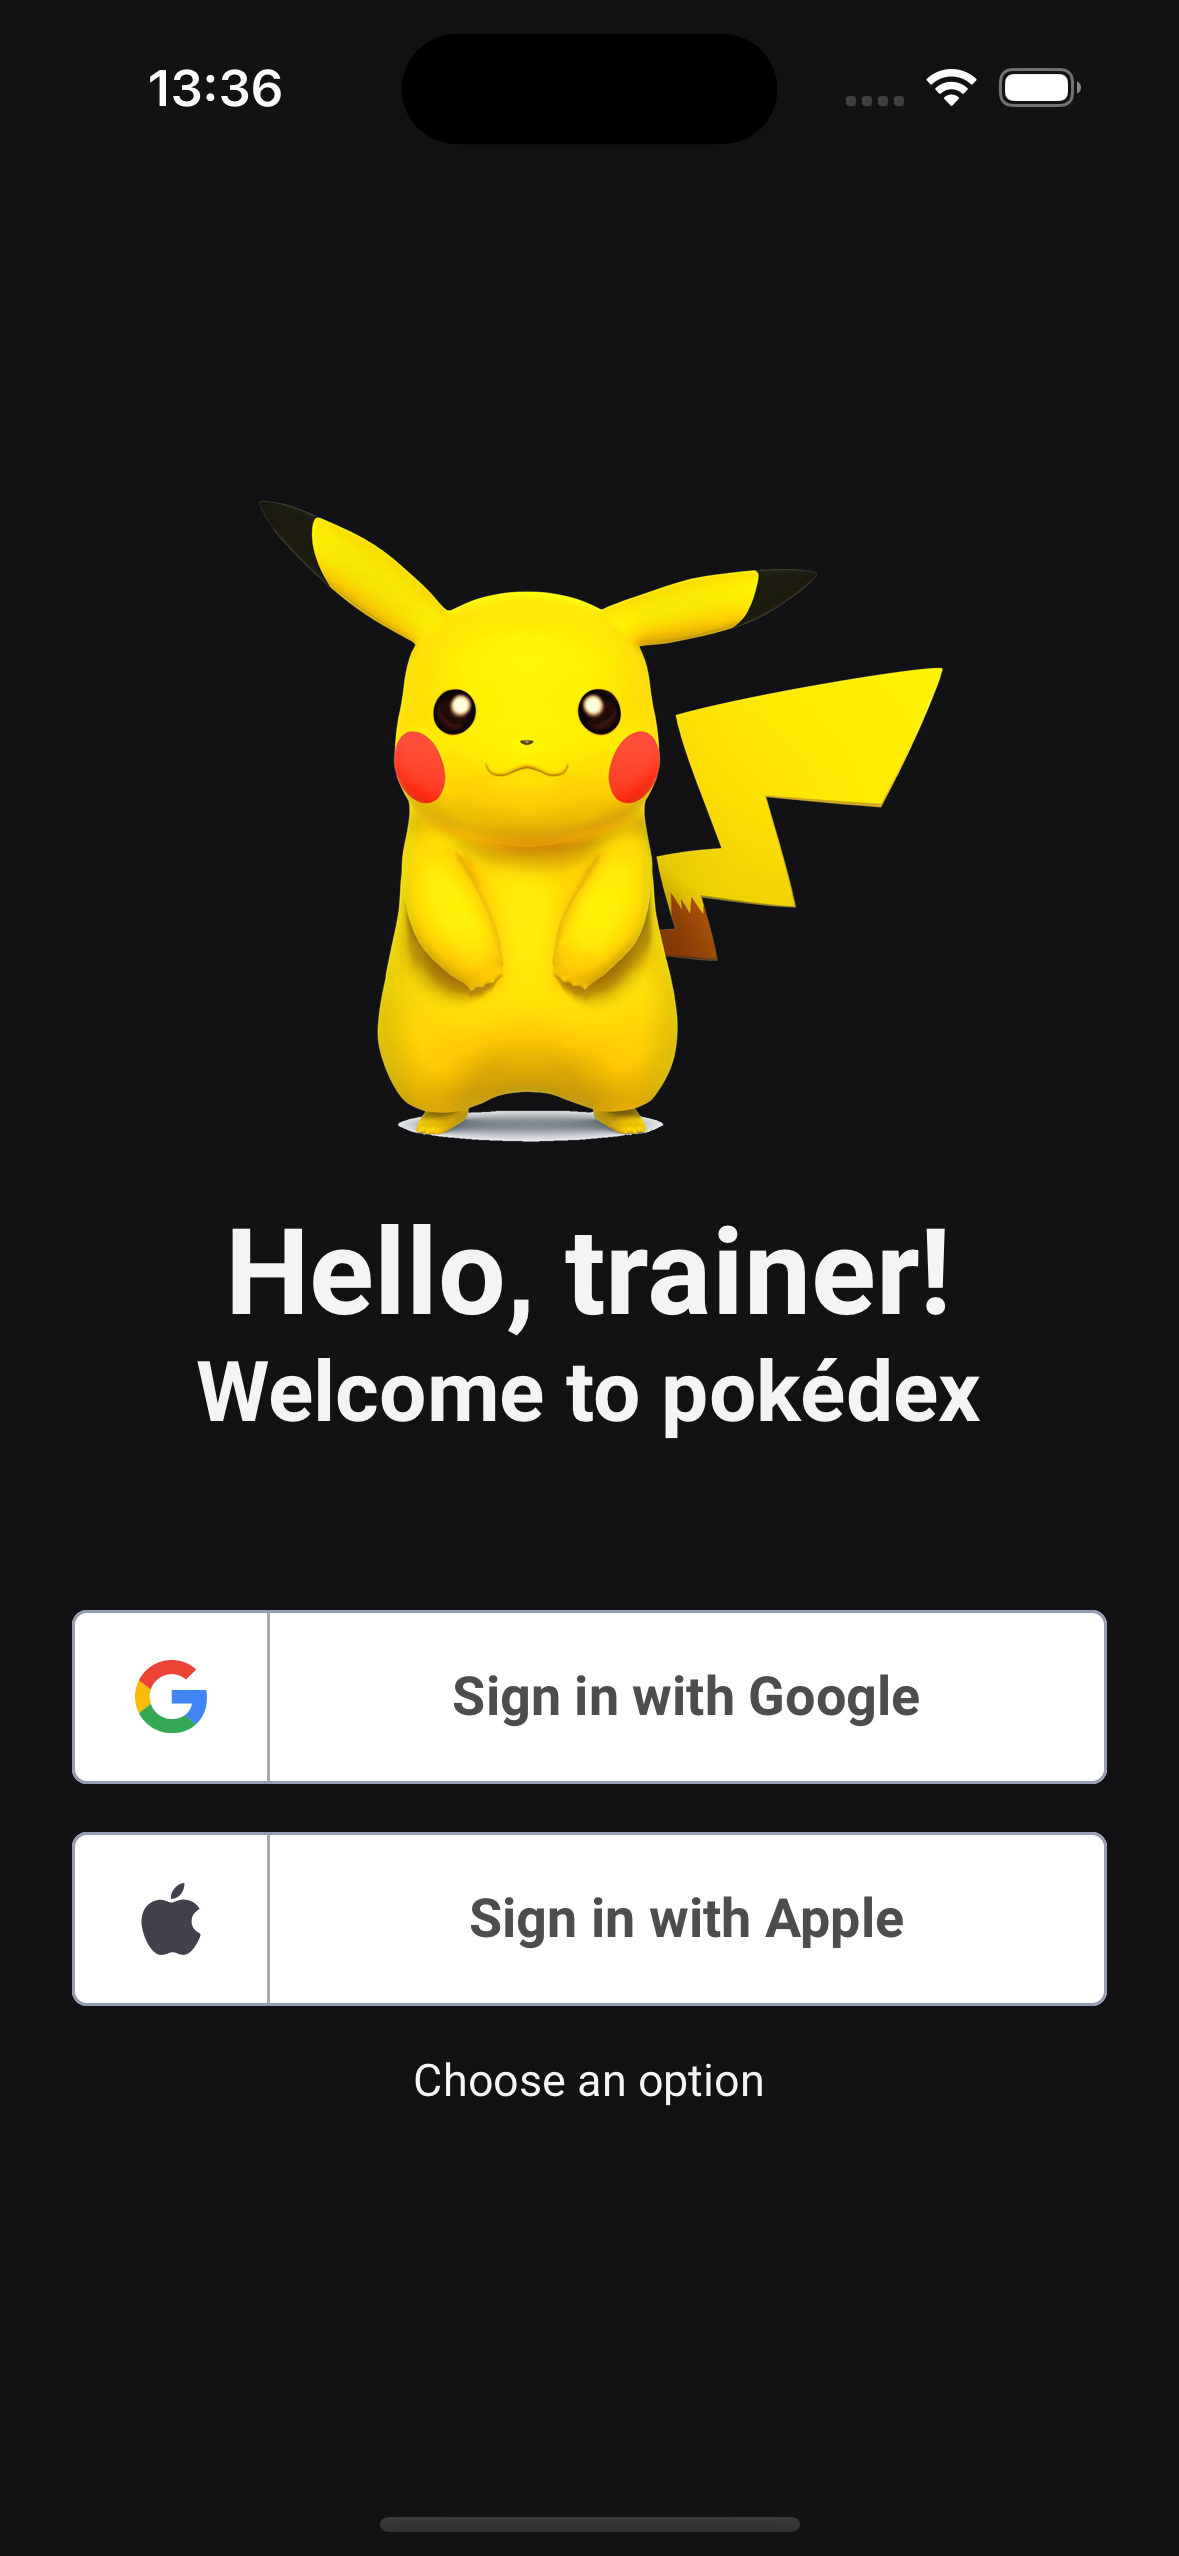 13:36
Hello, trainer!
Welcome to pokédex
Sign in with Google
Sign in with Apple
Choose an option